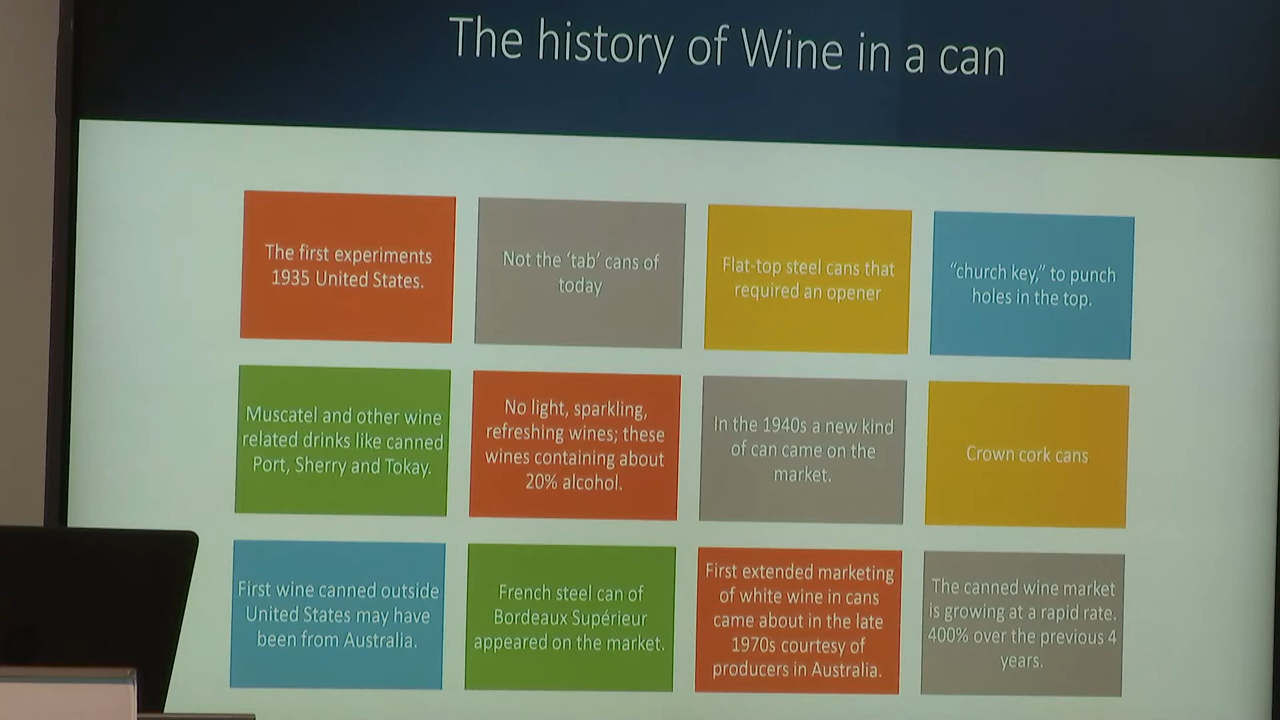 The history of Wine in a can
The first experiments
1935 United States.
Not the ‘tab’ cans of
today
Flat-top steel cans that
required an opener
“church key,” to punch
holes in the top.
Muscatel and other wine
related drinks like canned
Port, Sherry and Tokay.
No light, sparkling,
refreshing wines; these
wines containing about
20% alcohol.
In the 1940s a new kind
of can came on the
market.
Crown cork cans
First wine canned outside
United States may have
been from Australia.
French steel can of
Bordeaux Supérieur
appeared on the market.
First extended marketing
of white wine in cans
came about in the late
1970s courtesy of
producers in Australia.
The canned wine market
is growing at a rapid rate.
400% over the previous 4
years.